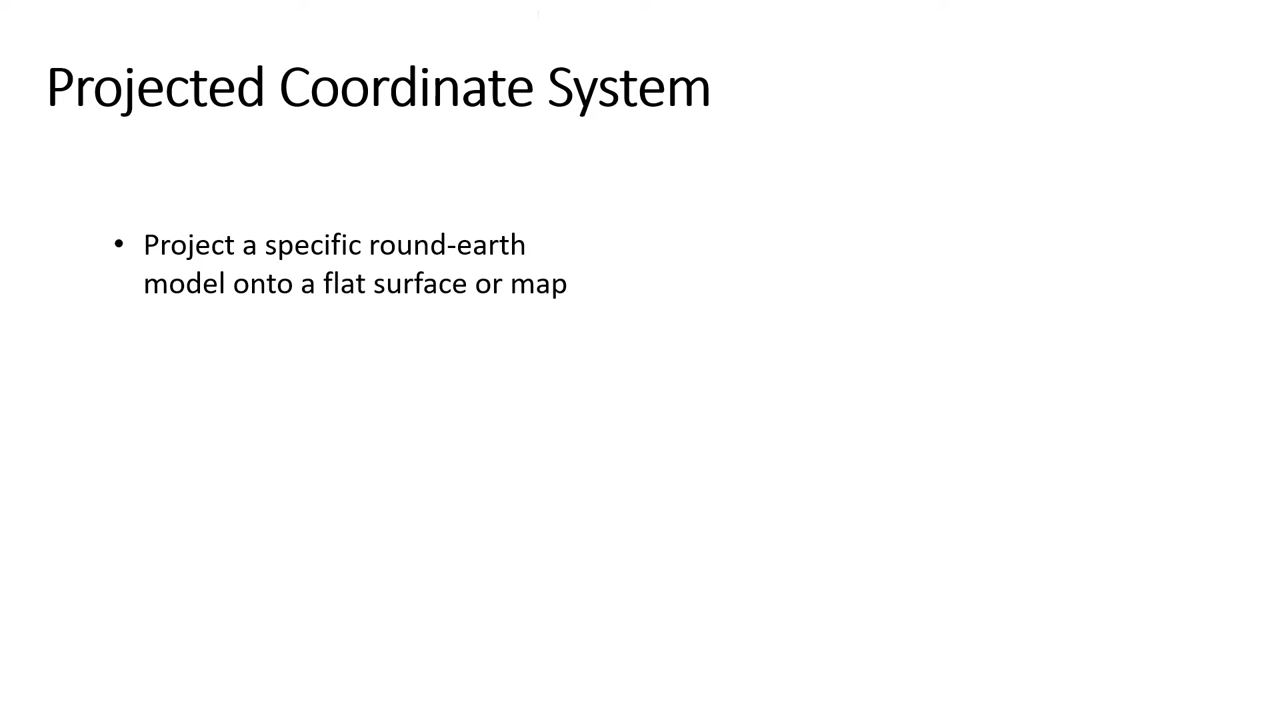 Projected Coordinate System
• Project a specific round-earth
model onto a flat surface or map